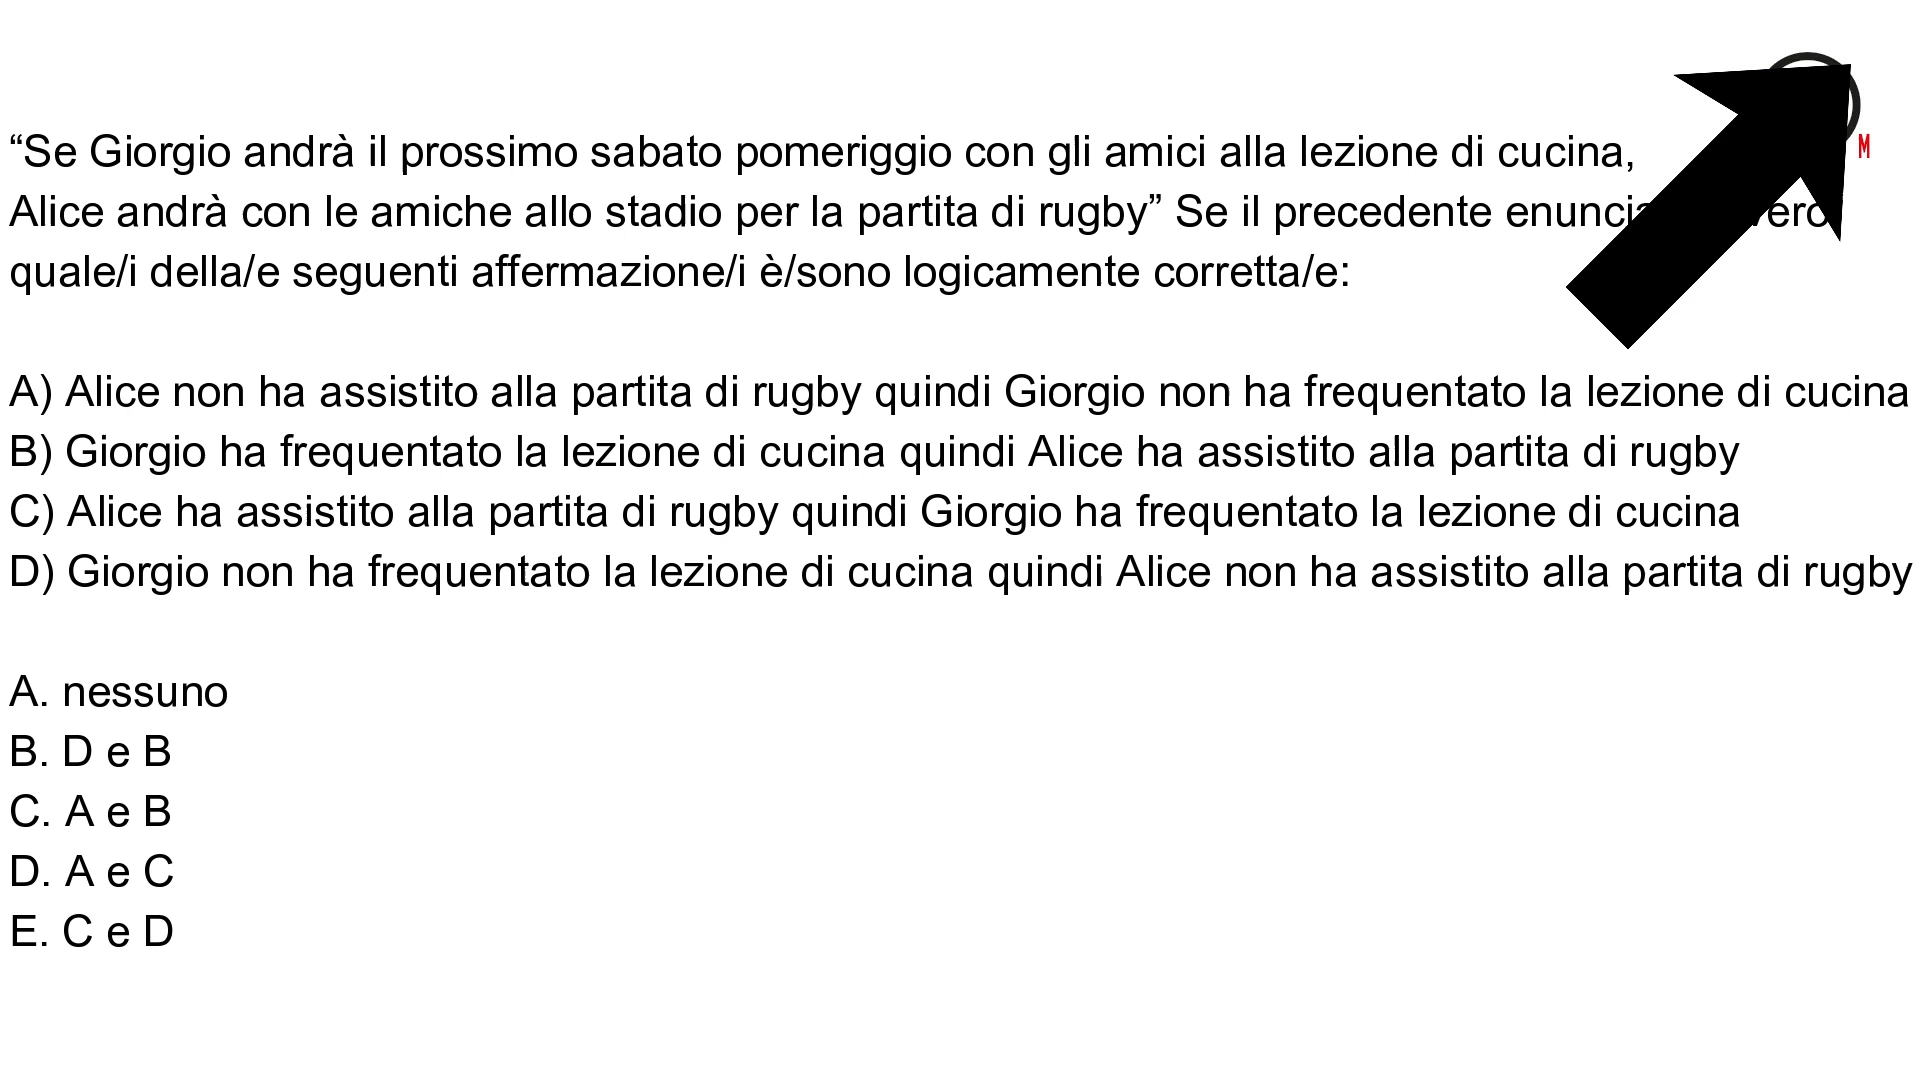 “Se Giorgio andrà il prossimo sabato pomeriggio con gli amici alla lezione di cucina,
M
Alice andrà con le amiche allo stadio per la partita di rugby” Se il precedente
quale/i della/e seguenti affermazione/i è/sono logicamente corretta/e:
A) Alice non ha assistito alla partita di rugby quindi Giorgio non ha frequentato la lezione di cucina
B) Giorgio ha frequentato la lezione di cucina quindi Alice ha assistito alla partita di rugby
C) Alice ha assistito alla partita di rugby quindi Giorgio ha frequentato la lezione di cucina
D) Giorgio non ha frequentato la lezione di cucina quindi Alice non ha assistito alla partita di rugby
A. nessuno
B. D e B
C. A e B
D. A e C
E. C e D